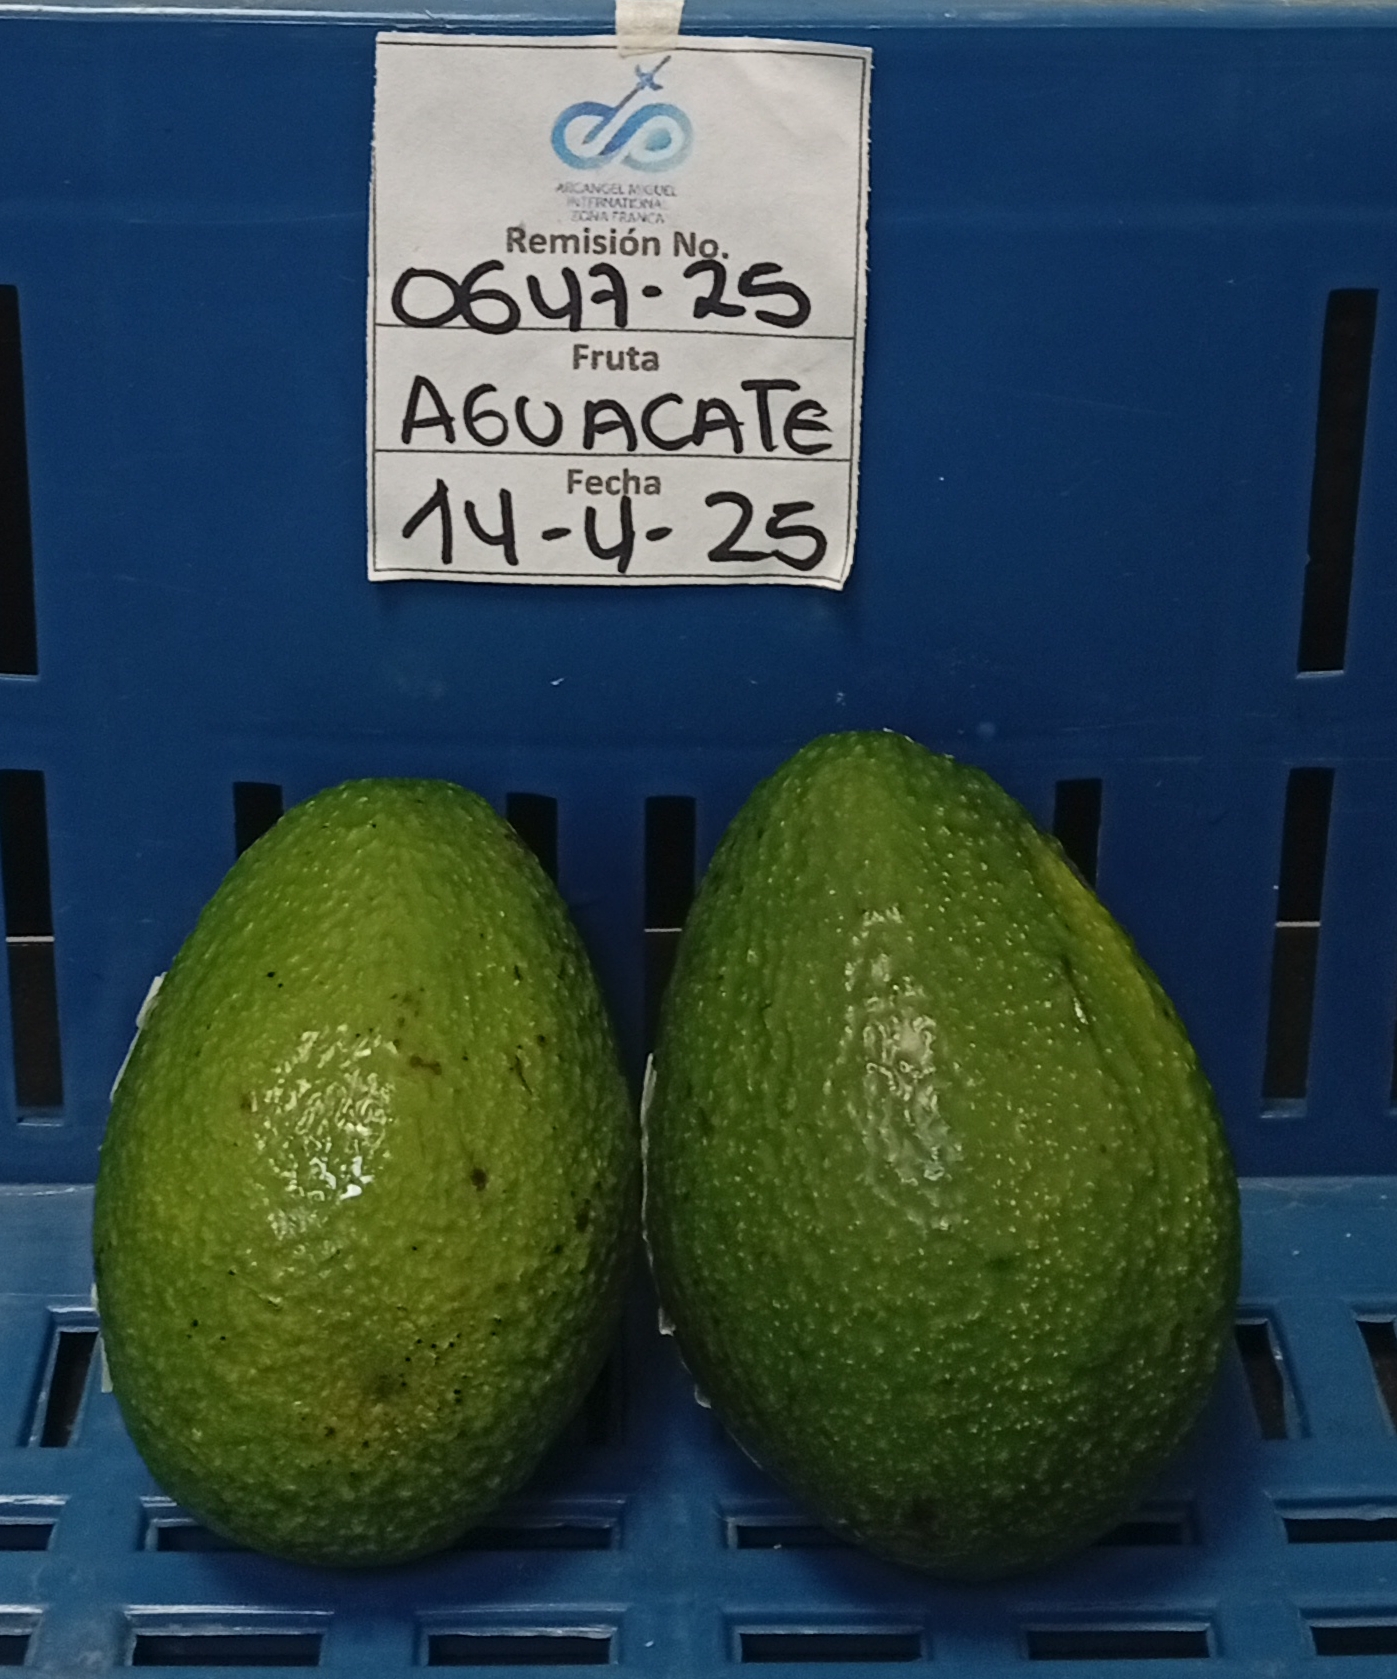 ARCANGEL MIGUEL
INTERNATIONAL
ZONA FRANCA
Remisión No.
0647-25
Fruta
AGUACATE
Fecha
14-4-25